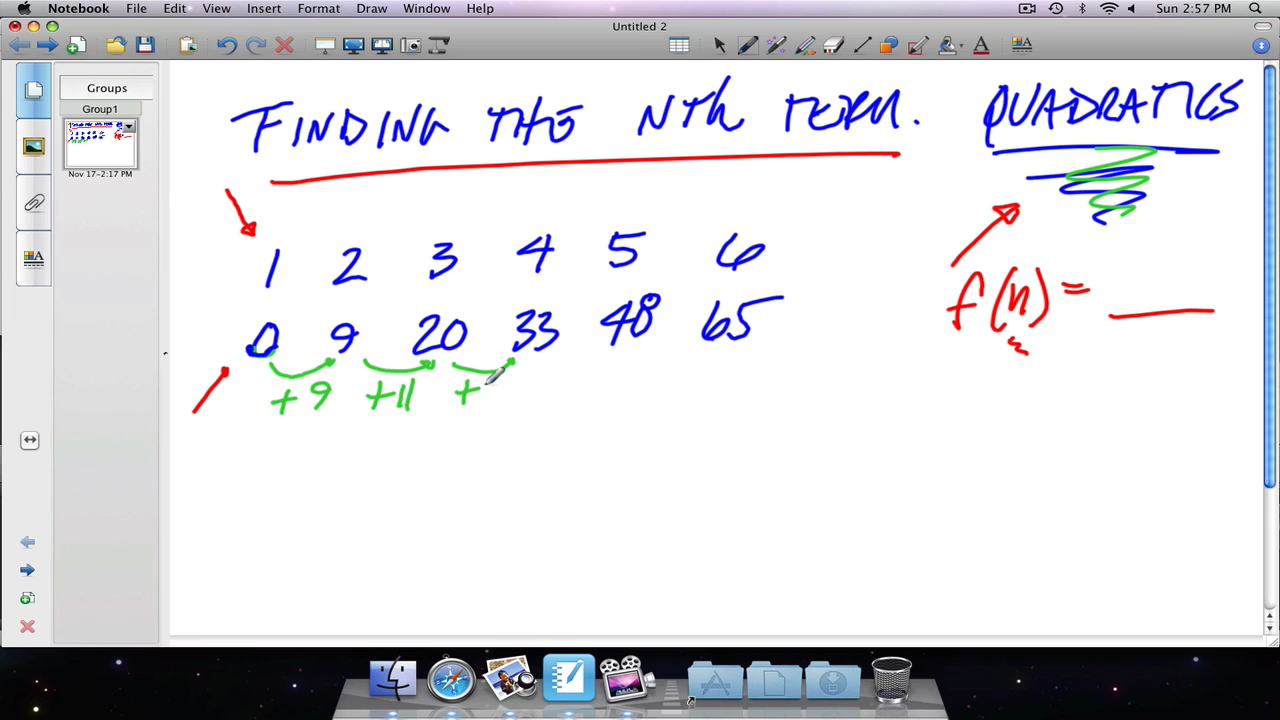 Notebook File Edit View Insert Format Draw Window Help Sun 2:57 PM
Untitled 2
Groups
Group1
Nov 17-2:17 PM
FINDING THE Nth TERM. QUADRATICS
1 2 3 4 5 6
0 9 20 33 48 65
f(n) = ____
+9 +11 +